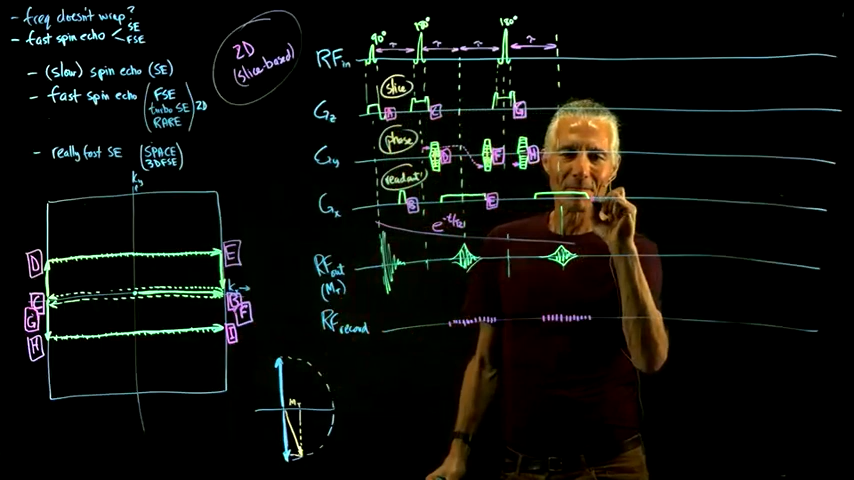 - freq doesn't wrap?
- fast spin echo < SE
FSE
- (slow) spin echo (SE)
- fast spin echo (FSE
turbo SE
RARE) 2D
- really fast SE (SPACE
3DFSE)
2D
(slice-based)
90°
180°
180°
τ
τ
τ
τ
RFin
slice
Gz
A
C
G
phase
Gy
D
F
H
readout
Gx
B
E
e^-t/T2
RFout
(MT)
RFrecord
ky
D
E
kx
C
B
G
F
H
I
MT